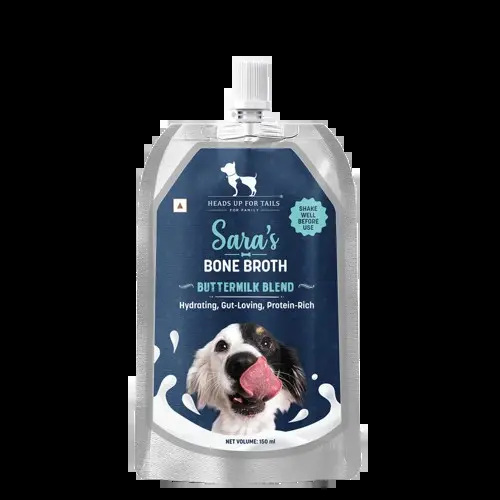 HEADS UP FOR TAILS
FOR FAMILY
SHAKE
WELL
BEFORE
USE
Sara's
BONE BROTH
BUTTERMILK BLEND
Hydrating, Gut-Loving, Protein-Rich
NET VOLUME: 150 ml